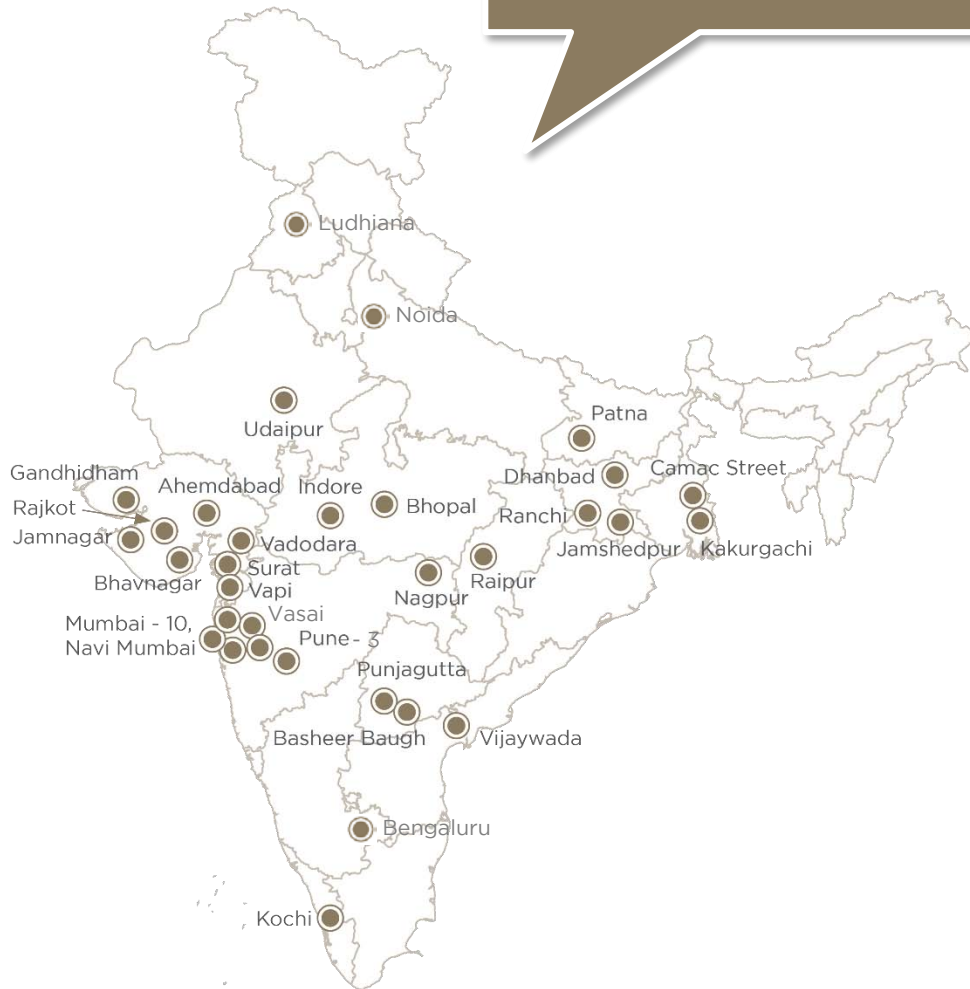 Ludhiana
Noida
Udaipur
Patna
Gandhidham
Ahemdabad
Indore
Bhopal
Dhanbad
Camac Street
Rajkot
Ranchi
Jamnagar
Vadodara
Jamshedpur
Kakurgachi
Bhavnagar
Surat
Raipur
Nagpur
Vapi
Vasai
Mumbai - 10,
Navi Mumbai
Pune - 3
Punjagutta
Basheer Baugh
Vijaywada
Bengaluru
Kochi